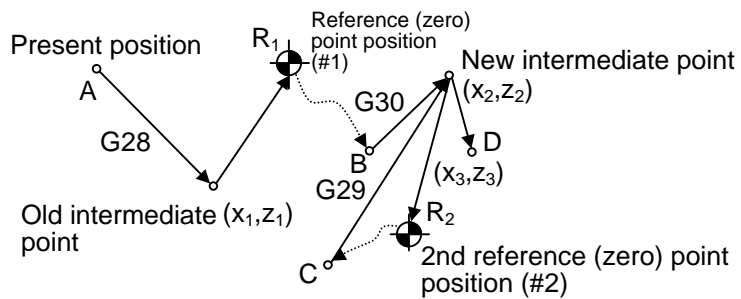 Present position
A
G28
Old intermediate (x₁,z₁)
point
R₁
Reference (zero)
point position
(#1)
G30
B
New intermediate point
(x₂,z₂)
D
(x₃,z₃)
G29
R₂
C
2nd reference (zero) point
position (#2)